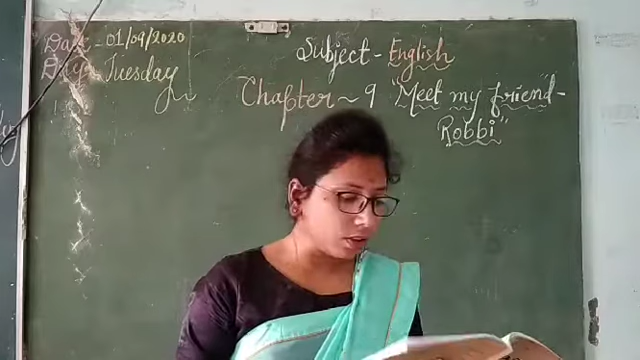 Date - 01/09/2020
Day - Tuesday
Subject - English
Chapter ~ 9 "Meet my friend -
Robbi"